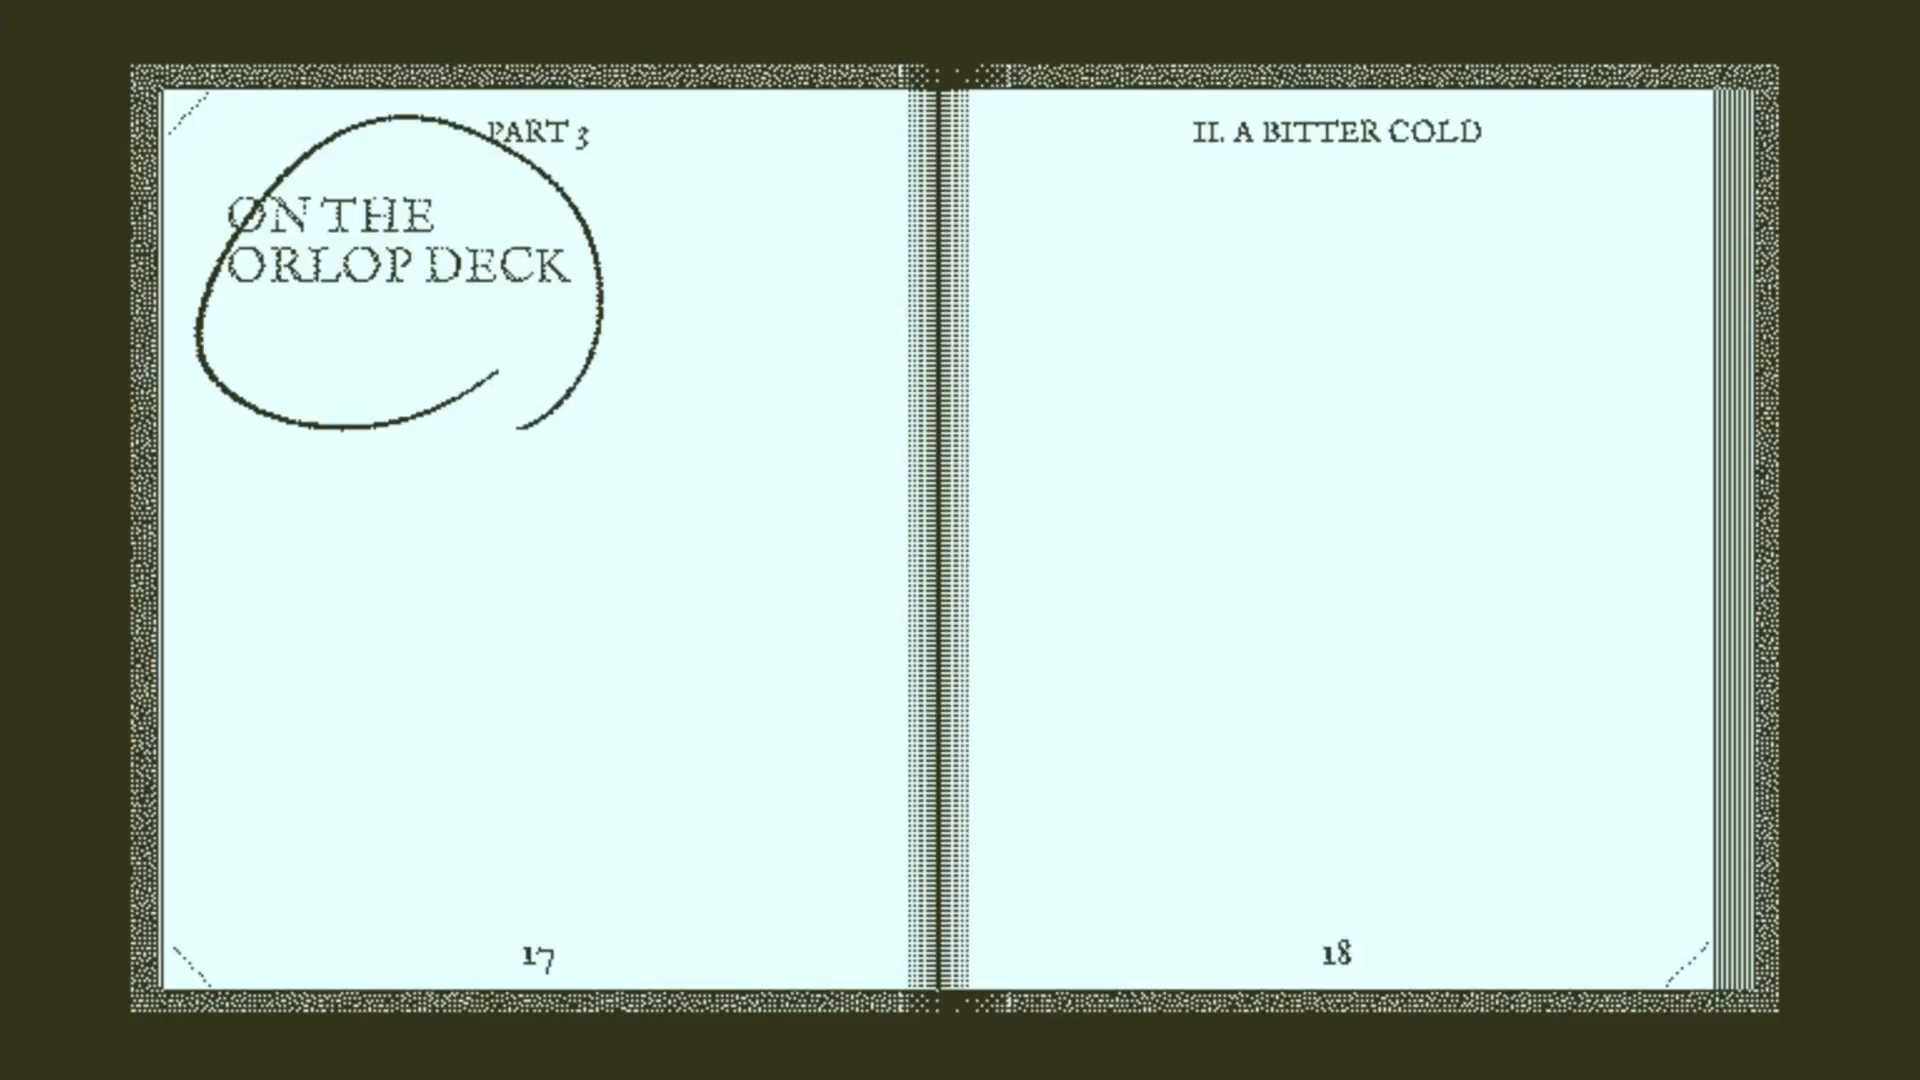 PART 3
ON THE
ORLOP DECK
17
II. A BITTER COLD
18